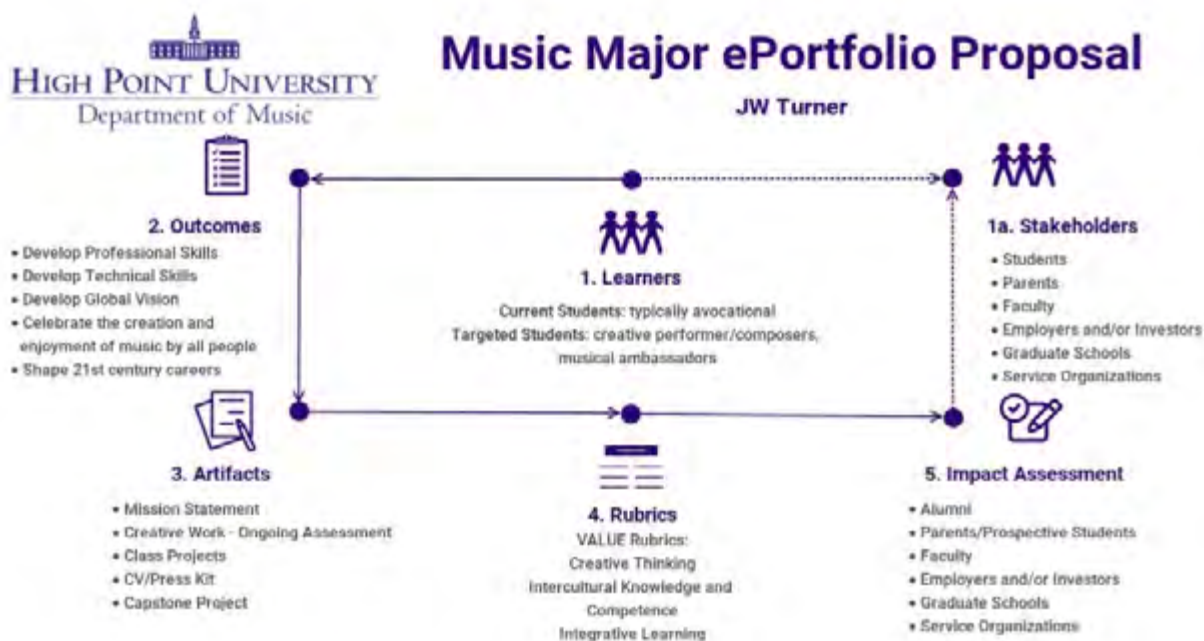 HIGH POINT UNIVERSITY
Department of Music
Music Major ePortfolio Proposal
JW Turner
1. Learners
Current Students: typically avocational
Targeted Students: creative performer/composers,
musical ambassadors
1a. Stakeholders
• Students
• Parents
• Faculty
• Employers and/or Investors
• Graduate Schools
• Service Organizations
2. Outcomes
• Develop Professional Skills
• Develop Technical Skills
• Develop Global Vision
• Celebrate the creation and
enjoyment of music by all people
• Shape 21st century careers
3. Artifacts
• Mission Statement
• Creative Work - Ongoing Assessment
• Class Projects
• CV/Press Kit
• Capstone Project
4. Rubrics
VALUE Rubrics:
Creative Thinking
Intercultural Knowledge and
Competence
Integrative Learning
5. Impact Assessment
• Alumni
• Parents/Prospective Students
• Faculty
• Employers and/or Investors
• Graduate Schools
• Service Organizations